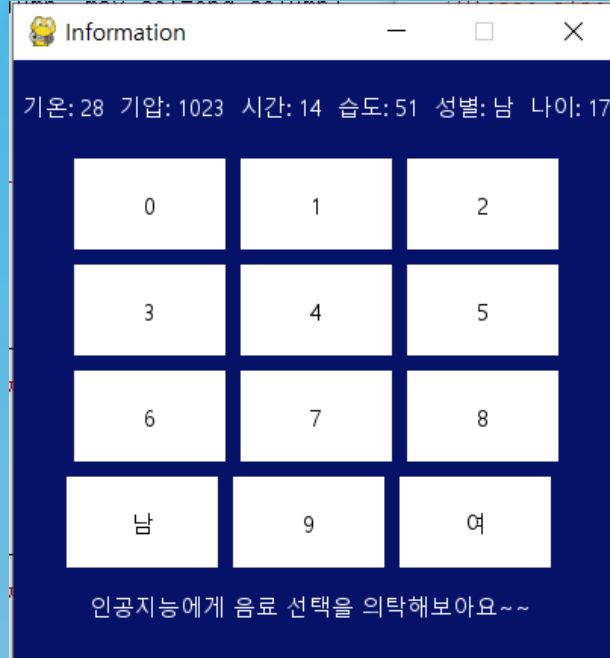 Information
기온: 28 기압: 1023 시간: 14 습도: 51 성별: 남 나이: 17
0 1 2
3 4 5
6 7 8
남 9 여
인공지능에게 음료 선택을 의탁해보아요~~